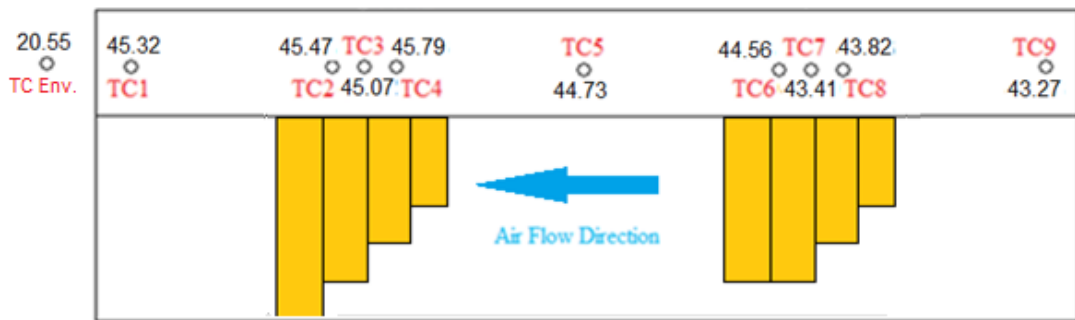 20.55
TC Env.
45.32
TC1
45.47 TC3 45.79
TC2 45.07 TC4
TC5
44.73
44.56 TC7 43.82
TC6 43.41 TC8
TC9
43.27
Air Flow Direction